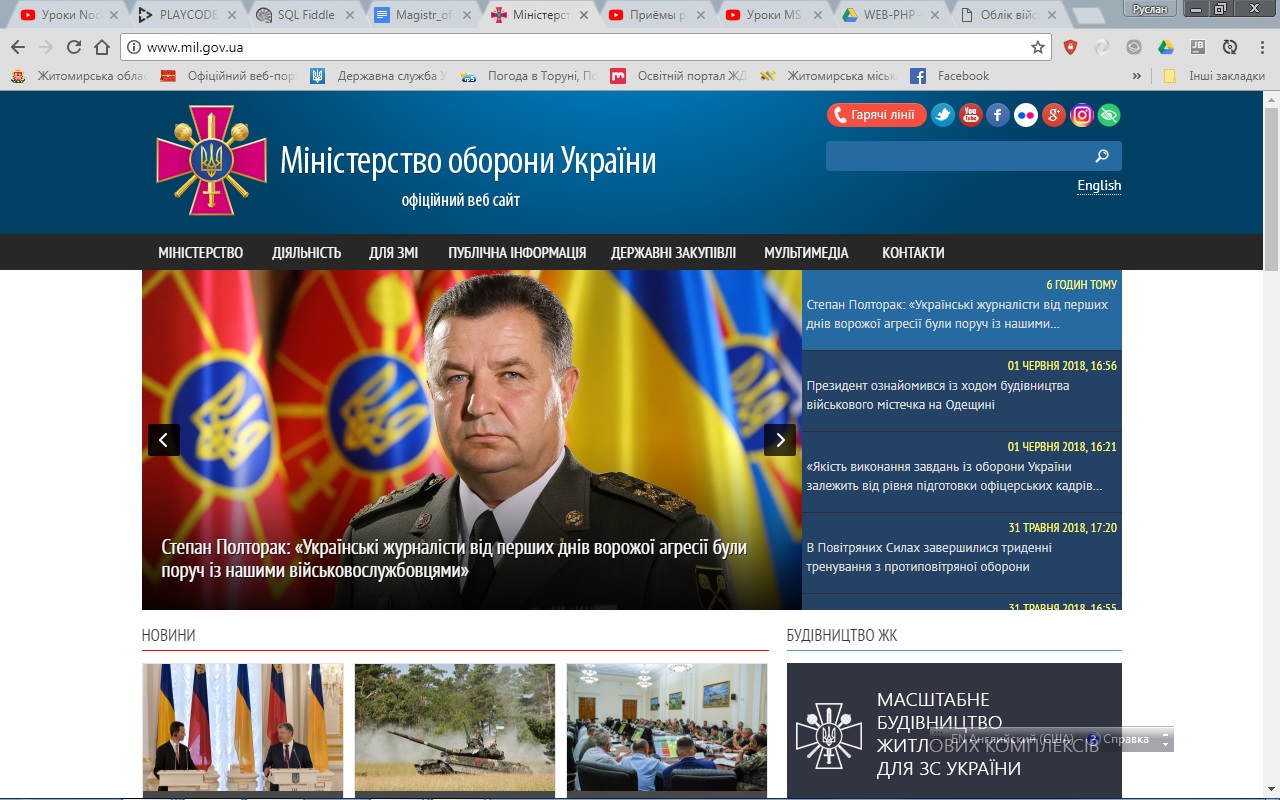 Уроки Noo
PLAYCODE
SQL Fiddle
Magistr_of
Міністерст
Приёмы р
Уроки MS
WEB-PHP -
Облік війс
Руслан
www.mil.gov.ua
Житомирська облас
Офіційний веб-порт
Державна служба У
Погода в Торуні, По
Освітній портал ЖД
Житомирська міськ
Facebook
»
Інші закладки
Гарячі лінії
Міністерство оборони України
офіційний веб сайт
English
МІНІСТЕРСТВО ДІЯЛЬНІСТЬ ДЛЯ ЗМІ ПУБЛІЧНА ІНФОРМАЦІЯ ДЕРЖАВНІ ЗАКУПІВЛІ МУЛЬТИМЕДІА КОНТАКТИ
Степан Полторак: «Українські журналісти від перших днів ворожої агресії були
поруч із нашими військовослужбовцями»
6 ГОДИН ТОМУ
Степан Полторак: «Українські журналісти від перших
днів ворожої агресії були поруч із нашими...
01 ЧЕРВНЯ 2018, 16:56
Президент ознайомився із ходом будівництва
військового містечка на Одещині
01 ЧЕРВНЯ 2018, 16:21
«Якість виконання завдань із оборони України
залежить від рівня підготовки офіцерських кадрів...
31 ТРАВНЯ 2018, 17:20
В Повітряних Силах завершилися триденні
тренування з протиповітряної оборони
31 ТРАВНЯ 2018, 16:55
НОВИНИ
БУДІВНИЦТВО ЖК
МАСШТАБНЕ
БУДІВНИЦТВО
ЖИТЛОВИХ КОМПЛЕКСІВ
ДЛЯ ЗС УКРАЇНИ
EN Английский (США)
Справка